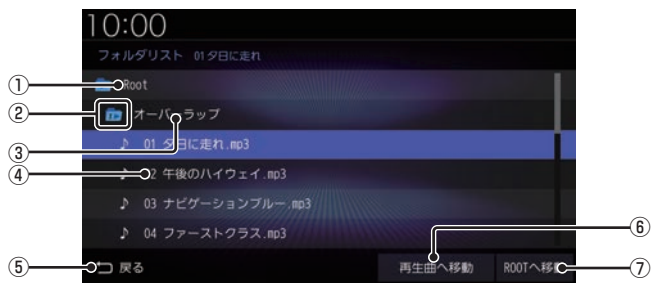 10:00
フォルダリスト 01 夕日に走れ
① Root
② オーバーラップ
③ 01 夕日に走れ.mp3
④ 02 午後のハイウェイ.mp3
03 ナビゲーションブルー.mp3
04 ファーストクラス.mp3
⑥
⑤ 戻る 再生曲へ移動 ROOTへ移動 ⑦